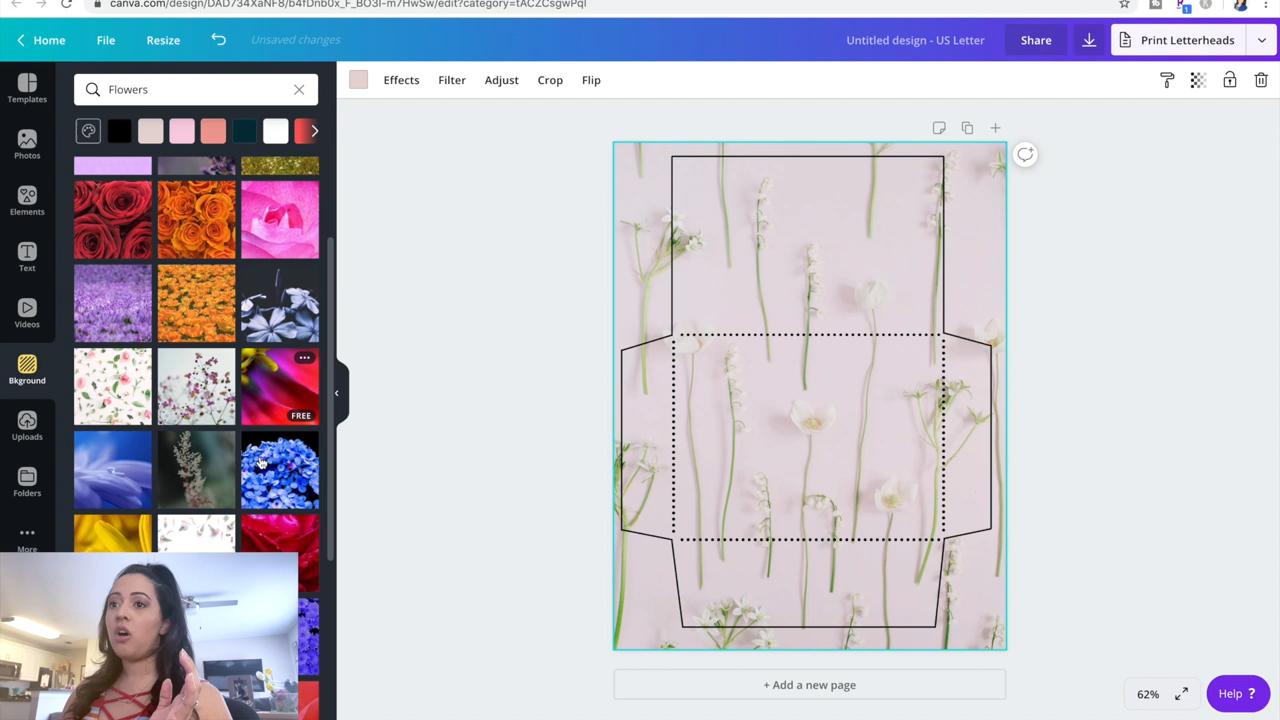 canva.com/design/DAD734XaNF8/b4fDnb0x_F_BO3I-m7HwSw/edit?category=tACZCsgwPqI
Home File Resize Unsaved changes Untitled design - US Letter Share Print Letterheads
Templates
Photos
Elements
Text
Videos
Bkground
Uploads
Folders
More
Flowers
FREE
Effects Filter Adjust Crop Flip
+ Add a new page
62%
Help ?